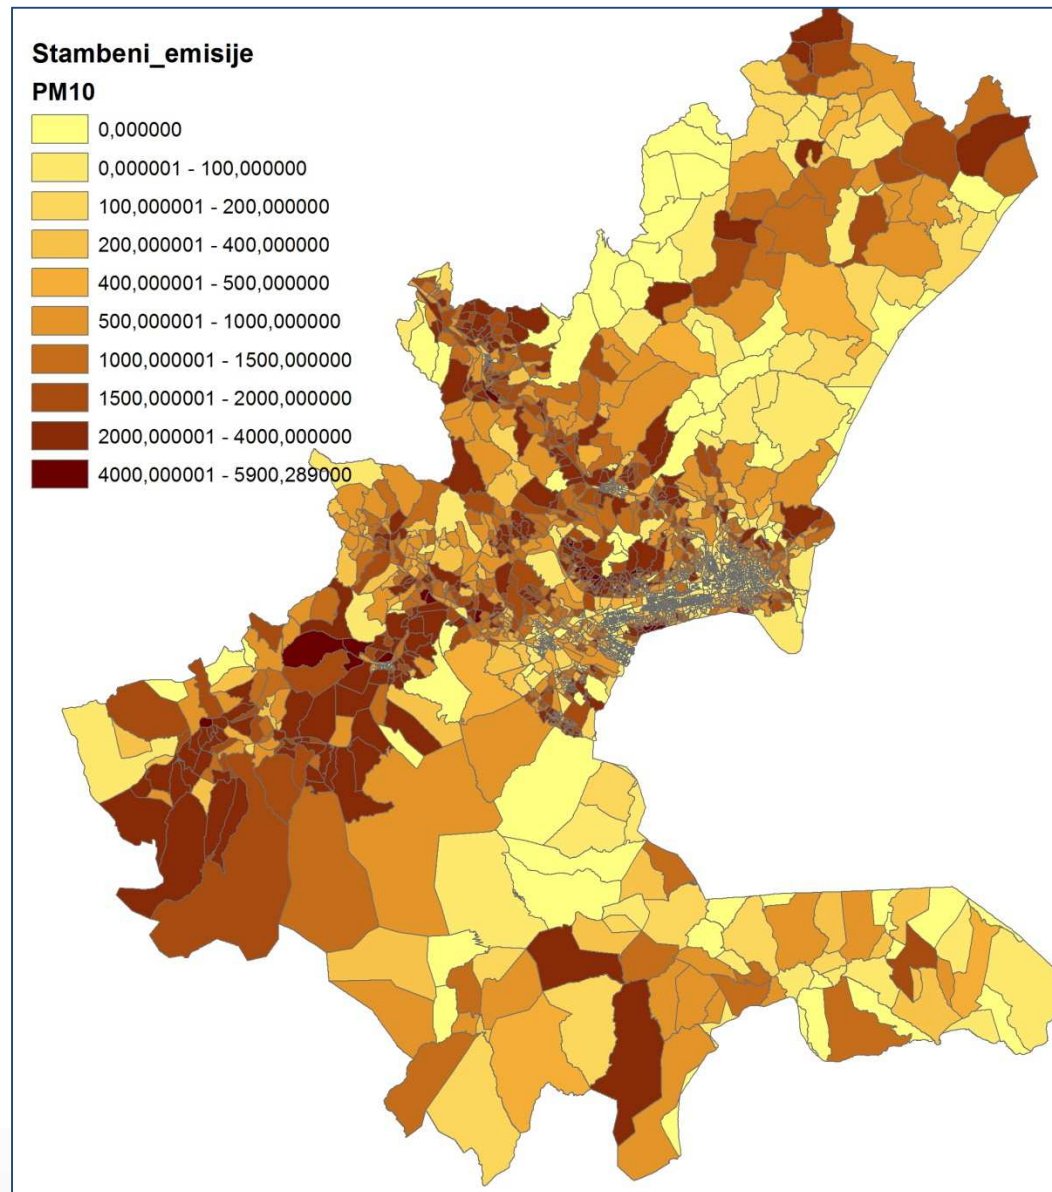 Stambeni_emisije
PM10
0,000000
0,000001 - 100,000000
100,000001 - 200,000000
200,000001 - 400,000000
400,000001 - 500,000000
500,000001 - 1000,000000
1000,000001 - 1500,000000
1500,000001 - 2000,000000
2000,000001 - 4000,000000
4000,000001 - 5900,289000